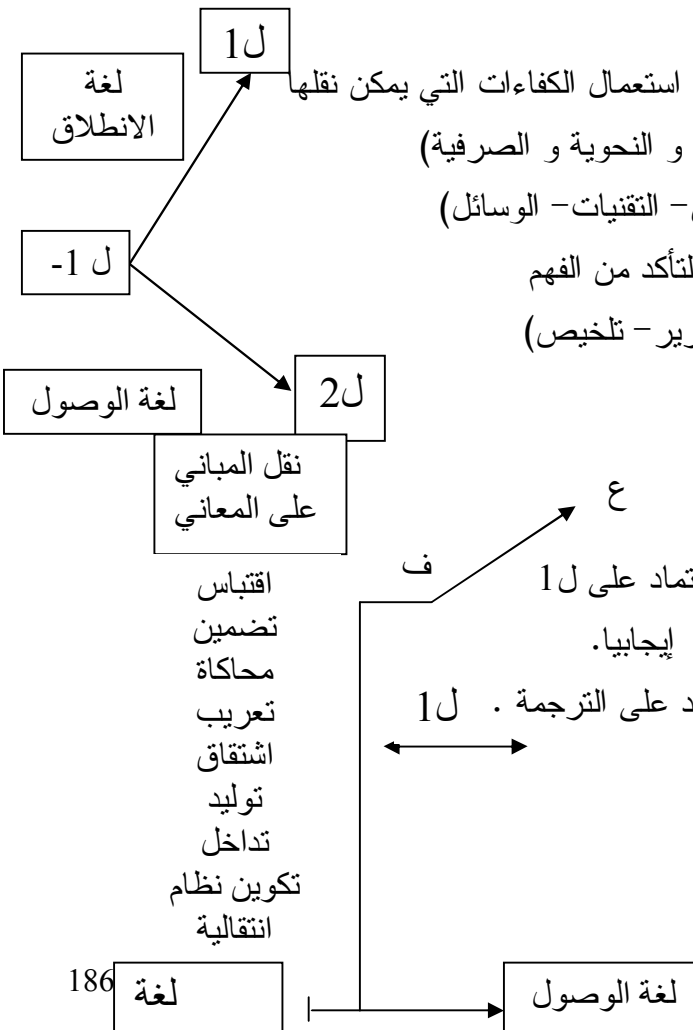 ل1
لغة
الانطلاق
استعمال الكفاءات التي يمكن نقلها
و النحوية و الصرفية)
– التقنيات– الوسائل)
ل 1-
لتأكد من الفهم
رير – تلخيص)
ل2
لغة الوصول
نقل المباني
على المعاني
ع
ف
تماد على ل1
إيجابيا.
د على الترجمة . ل1
اقتباس
تضمين
محاكاة
تعريب
اشتقاق
توليد
تداخل
تكوين نظام
انتقالية
186
لغة
لغة الوصول